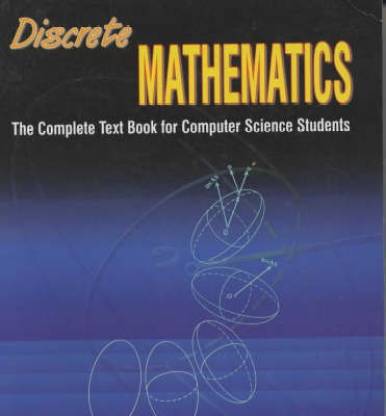 Discrete
MATHEMATICS
The Complete Text Book for Computer Science Students